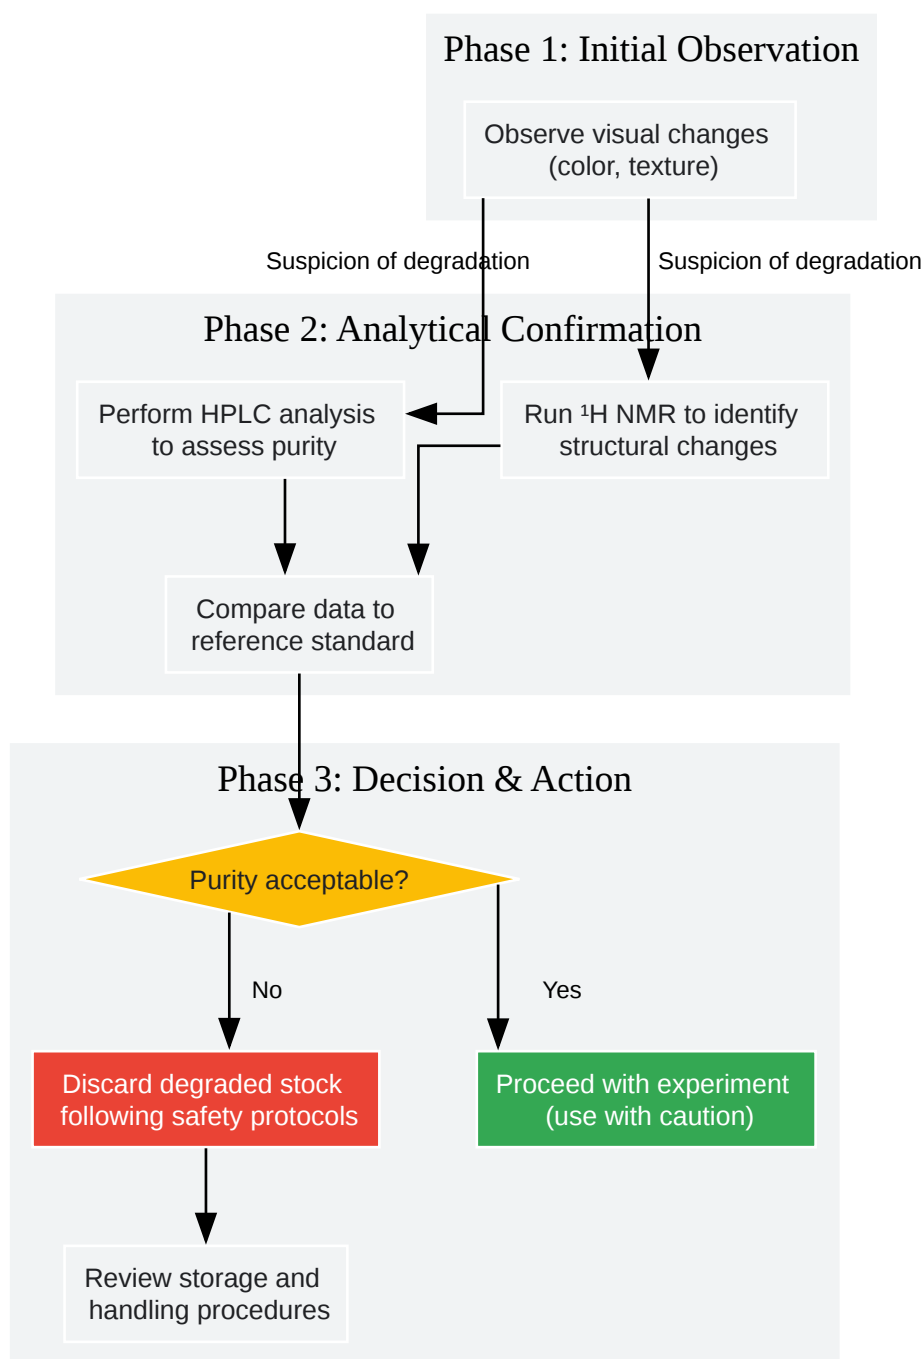 Phase 1: Initial Observation
Observe visual changes
(color, texture)
Suspicion of degradation
Suspicion of degradation
Phase 2: Analytical Confirmation
Perform HPLC analysis
to assess purity
Run ¹H NMR to identify
structural changes
Compare data to
reference standard
Phase 3: Decision & Action
Purity acceptable?
No
Yes
Discard degraded stock
following safety protocols
Proceed with experiment
(use with caution)
Review storage and
handling procedures